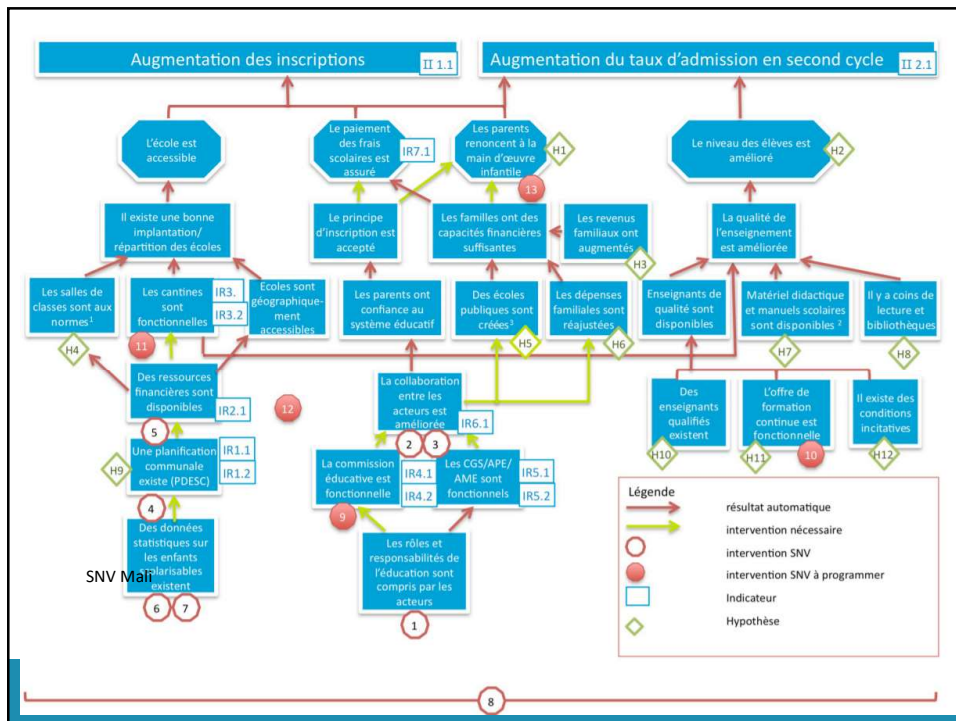 Augmentation des inscriptions
II 1.1
Augmentation du taux d'admission en second cycle
II 2.1
L'école est
accessible
Le paiement
des frais
scolaires est
assuré
IR7.1
Les parents
renoncent à la
main d'œuvre
infantile
H1
13
Le niveau des élèves est
amélioré
H2
Il existe une bonne
implantation/
répartition des écoles
Le principe
d'inscription est
accepté
Les familles ont des
capacités financières
suffisantes
Les revenus
familiaux ont
augmentés
H3
La qualité de
l'enseignement
est améliorée
Les salles de
classes sont aux
normes¹
H4
Les cantines
sont
fonctionnelles
IR3.
IR3.2
11
Ecoles sont
géographique-
ment
accessibles
Les parents ont
confiance au
système éducatif
Des écoles
publiques sont
créées³
H5
Les dépenses
familiales sont
réajustées
H6
Enseignants de
qualité sont
disponibles
Matériel didactique
et manuels scolaires
sont disponibles ²
H7
Il y a coins de
lecture et
bibliothèques
H8
Des ressources
financières sont
disponibles
IR2.1
5
12
La collaboration
entre les
acteurs est
améliorée
IR6.1
2
3
Des
enseignants
qualifiés
existent
H10
L'offre de
formation
continue est
fonctionnelle
H11
10
Il existe des
conditions
incitatives
H12
H9
Une planification
communale
existe (PDESC)
IR1.1
IR1.2
4
La commission
éducative est
fonctionnelle
IR4.1
IR4.2
9
Les CGS/APE/
AME sont
fonctionnels
IR5.1
IR5.2
Des données
statistiques sur
les enfants
scolarisables
existent
SNV Mali
6
7
Les rôles et
responsabilités de
l'éducation sont
compris par les
acteurs
1
Légende
résultat automatique
intervention nécessaire
intervention SNV
intervention SNV à programmer
Indicateur
Hypothèse
8